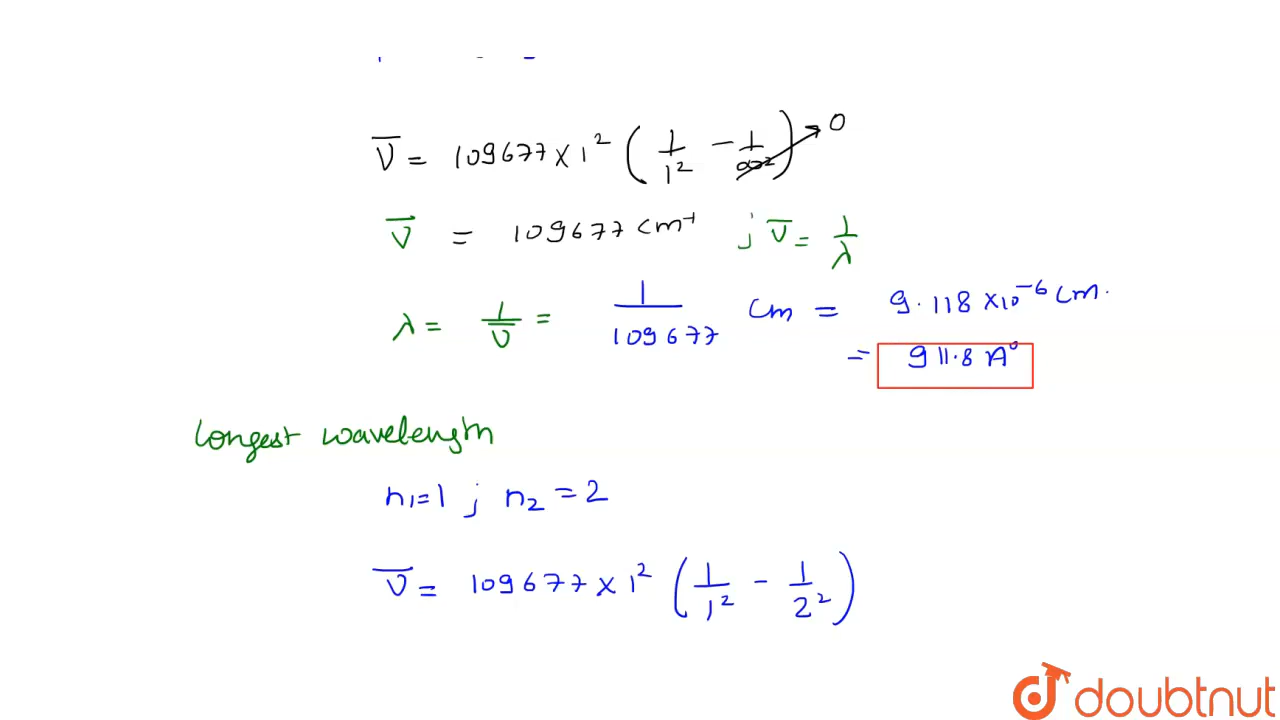 ν̅ = 109677 × 1² ( 1/1² − 1/∞² ) → 0
ν̅ = 109677 cm⁻¹ ; ν̅ = 1/λ
λ = 1/ν̅ = 1/109677 cm = 9.118 × 10⁻⁶ cm.
= 911.8 A°
longest wavelength
n₁ = 1 ; n₂ = 2
ν̅ = 109677 × 1² ( 1/1² − 1/2² )
doubtnut